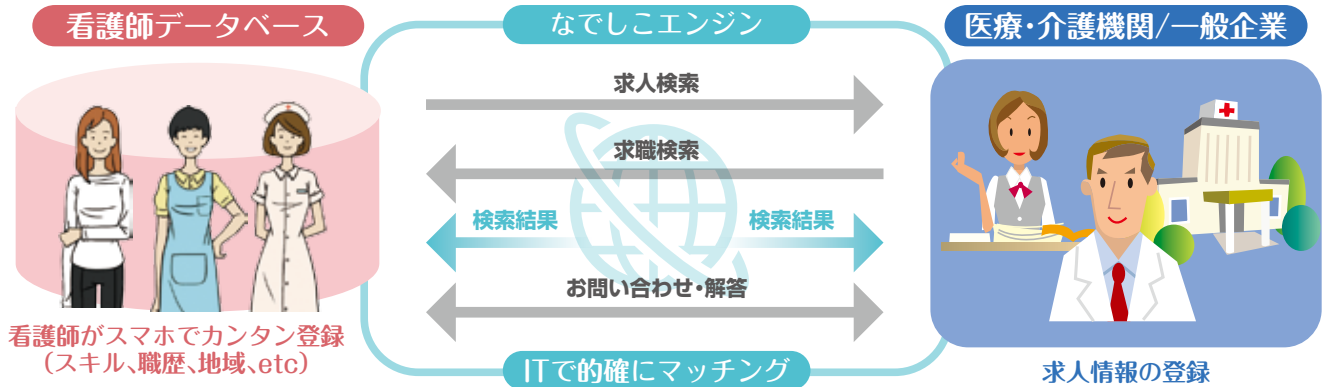 看護師データベース
なでしこエンジン
医療・介護機関/一般企業
求人検索
求職検索
検索結果
検索結果
お問い合わせ・解答
看護師がスマホでカンタン登録
(スキル、職歴、地域、etc)
ITで的確にマッチング
求人情報の登録